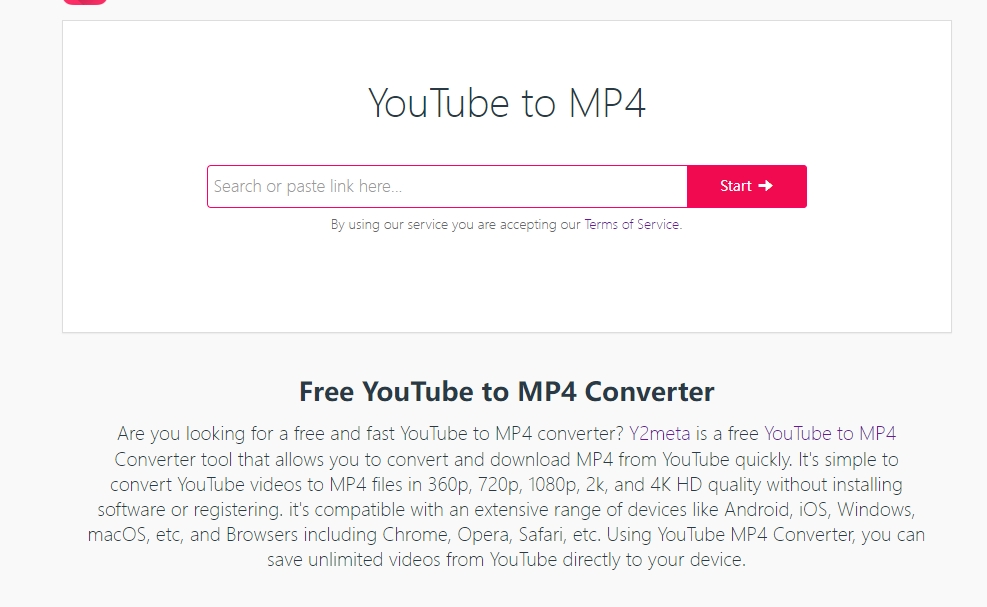 YouTube to MP4
Search or paste link here...
Start
By using our service you are accepting our Terms of Service.
Free YouTube to MP4 Converter
Are you looking for a free and fast YouTube to MP4 converter? Y2meta is a free YouTube to MP4
Converter tool that allows you to convert and download MP4 from YouTube quickly. It's simple to
convert YouTube videos to MP4 files in 360p, 720p, 1080p, 2k, and 4K HD quality without installing
software or registering. it's compatible with an extensive range of devices like Android, iOS, Windows,
macOS, etc, and Browsers including Chrome, Opera, Safari, etc. Using YouTube MP4 Converter, you can
save unlimited videos from YouTube directly to your device.